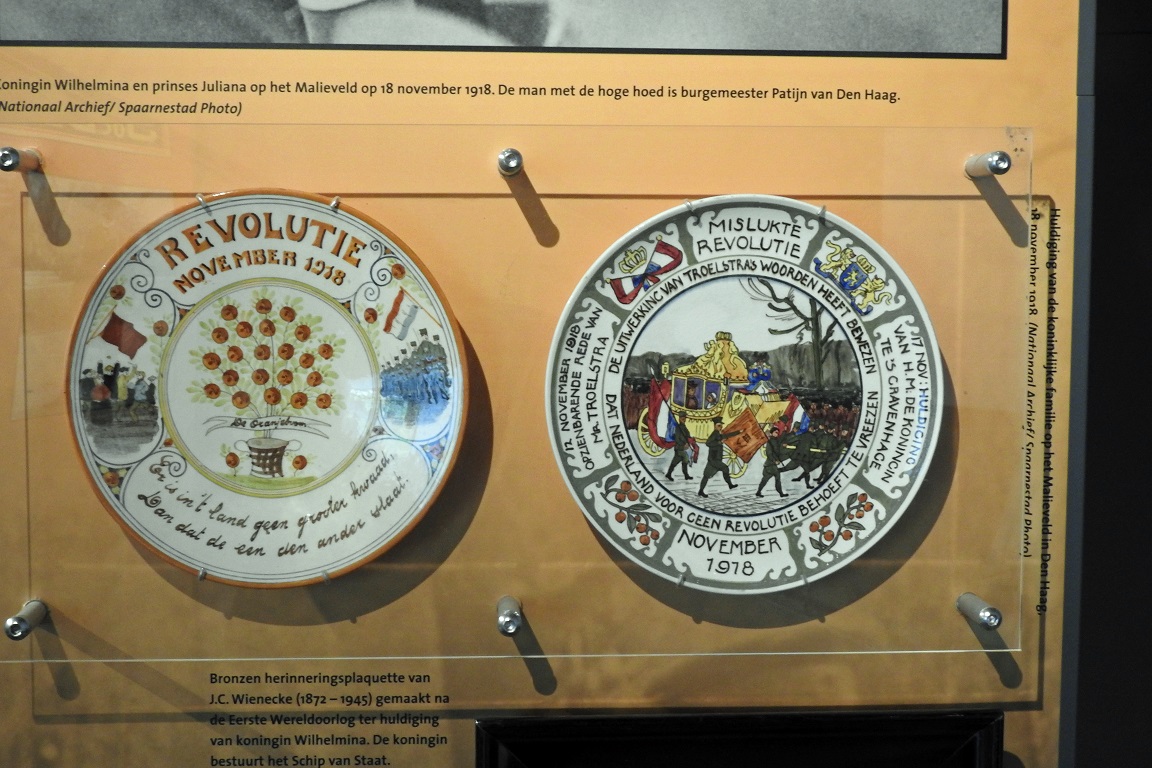 oningin Wilhelmina en prinses Juliana op het Malieveld op 18 november 1918. De man met de hoge hoed is burgemeester Patijn van Den Haag.
Nationaal Archief/ Spaarnestad Photo)
REVOLUTIE
NOVEMBER 1918
De Oranjeboom
Er is in 't land geen grooter kwaad,
Dan dat de een den ander slaat.
MISLUKTE
REVOLUTIE
DE UITWERKING VAN TROELSTRA'S WOORDEN HEEFT BEWEZEN
DAT NEDERLAND VOOR GEEN REVOLUTIE BEHOEFT TE VREEZEN
12 NOVEMBER 1918.
OPZIENBARENDE REDE VAN
MR. TROELSTRA
17 NOV: HULDIGING
VAN H.M. DE KONINGIN
TE 'S GRAVENHAGE
NOVEMBER
1918
Huldiging van de koninklijke familie op het Malieveld in Den Haag,
18 november 1918 (Nationaal Archief/ Spaarnestad Photo)
Bronzen herinneringsplaquette van
J.C. Wienecke (1872 – 1945) gemaakt na
de Eerste Wereldoorlog ter huldiging
van koningin Wilhelmina. De koningin
bestuurt het Schip van Staat.